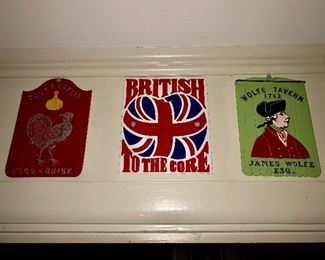 FOOD & DRINK
BRITISH
TO THE CORE
WOLFE TAVERN
1762
JAMES WOLFE
ESQ.